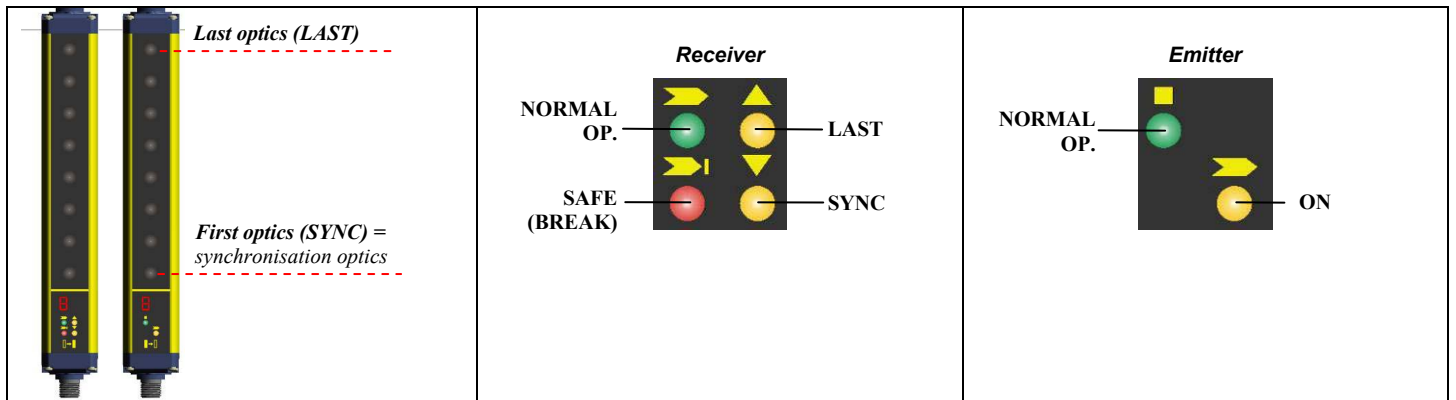 Last optics (LAST)
First optics (SYNC) =
synchronisation optics
Receiver
NORMAL
OP.
LAST
SAFE
(BREAK)
SYNC
Emitter
NORMAL
OP.
ON